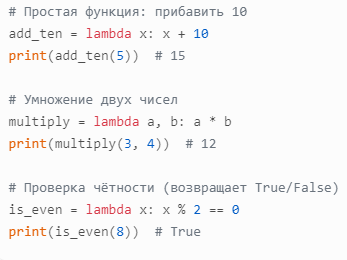 # Простая функция: прибавить 10
add_ten = lambda x: x + 10
print(add_ten(5))  # 15

# Умножение двух чисел
multiply = lambda a, b: a * b
print(multiply(3, 4))  # 12

# Проверка чётности (возвращает True/False)
is_even = lambda x: x % 2 == 0
print(is_even(8))  # True